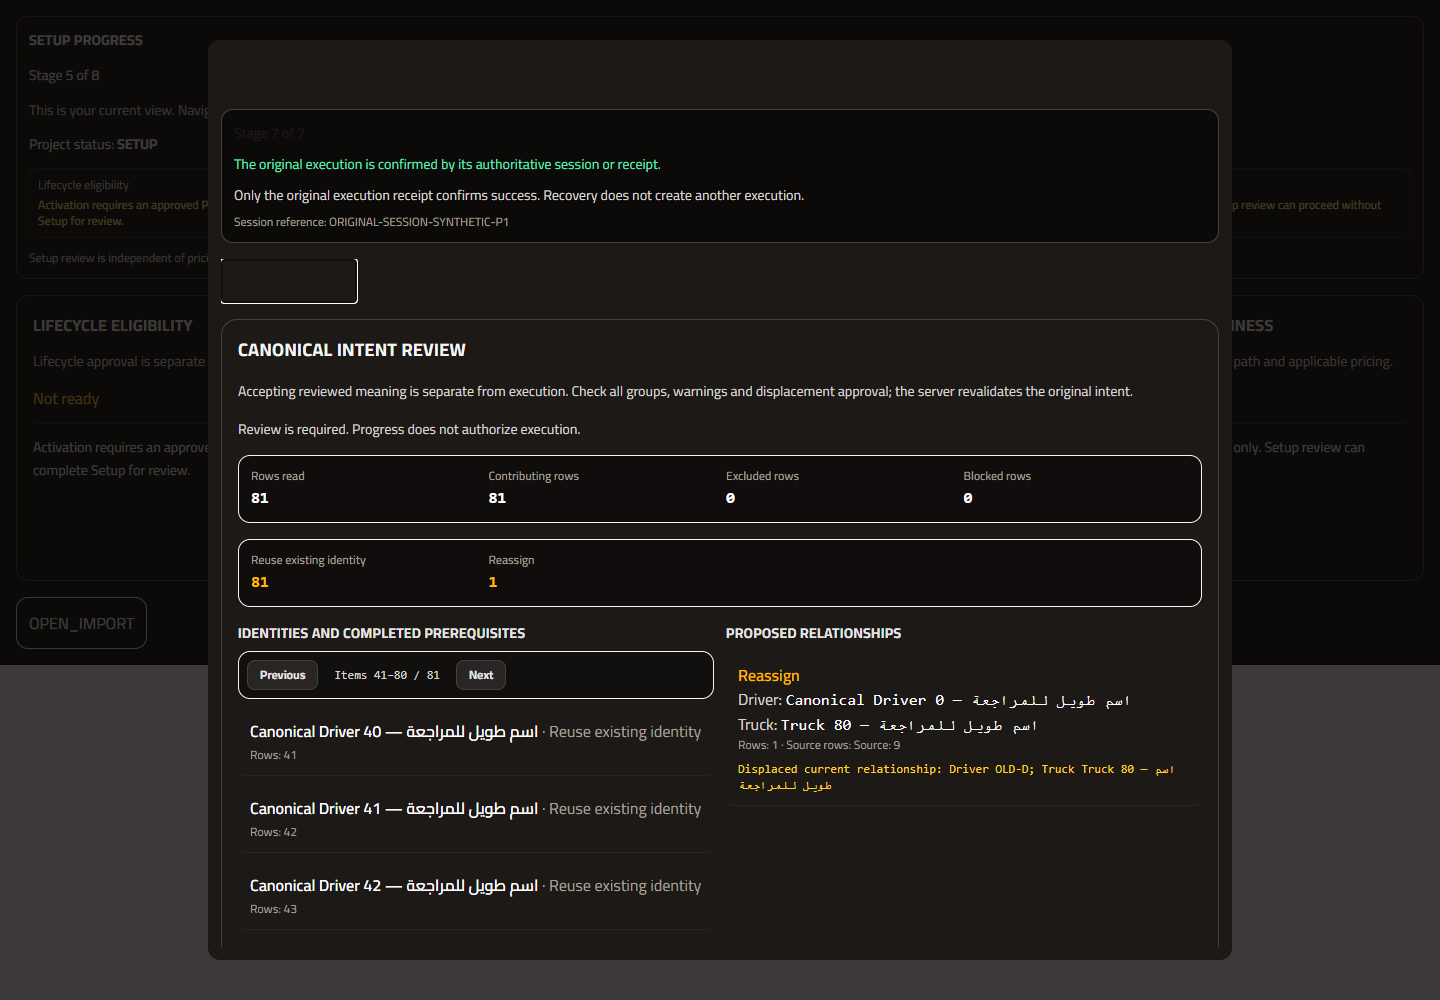 SETUP PROGRESS
Stage 5 of 8
This is your current view.
Project status: SETUP
Lifecycle eligibility
Activation requires an approved
Setup for review.
p review can proceed without
Setup review is independent of
LIFECYCLE ELIGIBILITY
Lifecycle approval is separate
Not ready
Activation requires an
complete Setup for review.
INESS
path and applicable pricing.
only. Setup review can
OPEN_IMPORT
Stage 7 of 7
The original execution is confirmed by its authoritative session or receipt.
Only the original execution receipt confirms success. Recovery does not create another execution.
Session reference: ORIGINAL-SESSION-SYNTHETIC-P1
CANONICAL INTENT REVIEW
Accepting reviewed meaning is separate from execution. Check all groups, warnings and displacement approval; the server revalidates the original intent.
Review is required. Progress does not authorize execution.
Rows read
81
Contributing rows
81
Excluded rows
0
Blocked rows
0
Reuse existing identity
81
Reassign
1
IDENTITIES AND COMPLETED PREREQUISITES
Previous
Items 41–80 / 81
Next
Canonical Driver 40 — اسم طويل للمراجعة · Reuse existing identity
Rows: 41
Canonical Driver 41 — اسم طويل للمراجعة · Reuse existing identity
Rows: 42
Canonical Driver 42 — اسم طويل للمراجعة · Reuse existing identity
Rows: 43
PROPOSED RELATIONSHIPS
Reassign
Driver: Canonical Driver 0 — اسم طويل للمراجعة
Truck: Truck 80 — اسم طويل للمراجعة
Rows: 1 · Source rows: Source: 9
Displaced current relationship: Driver OLD-D; Truck Truck 80 — اسم
طويل للمراجعة